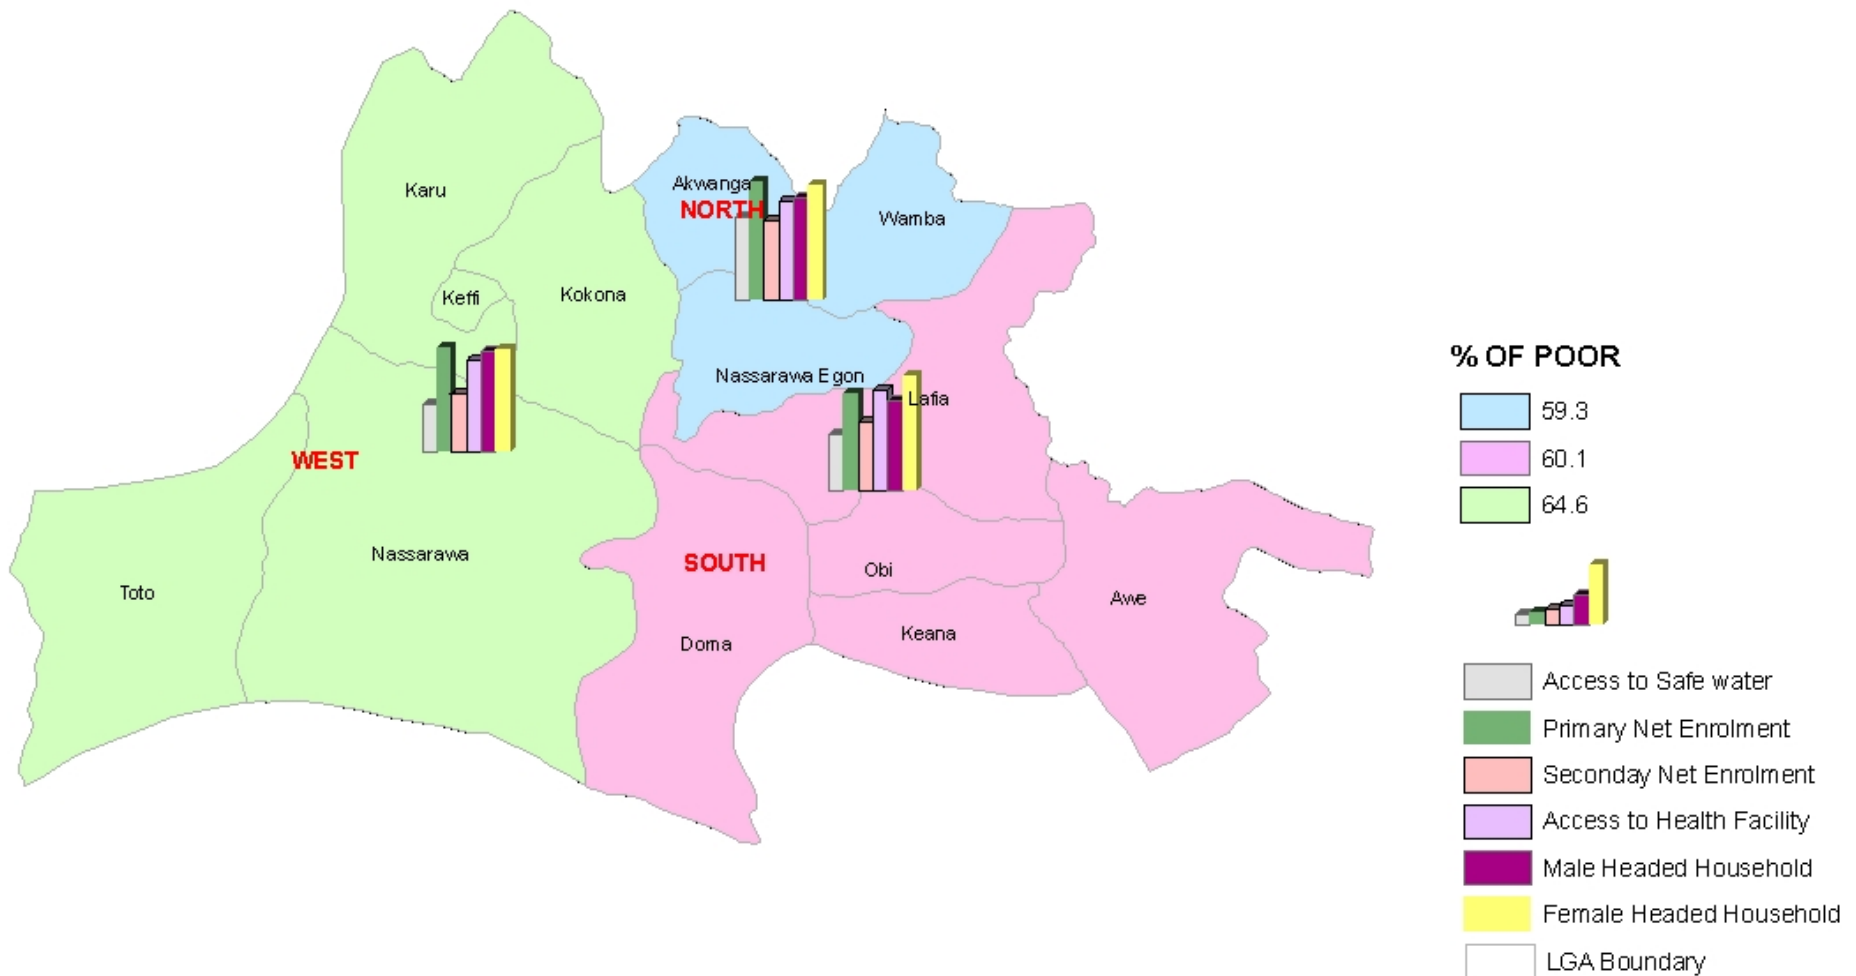 Karu
Akwanga
NORTH
Wamba
Keffi
Kokona
Nassarawa Egon
Lafia
WEST
Nassarawa
SOUTH
Obi
Toto
Awe
Doma
Keana
% OF POOR
59.3
60.1
64.6
Access to Safe water
Primary Net Enrolment
Seconday Net Enrolment
Access to Health Facility
Male Headed Household
Female Headed Household
LGA Boundary